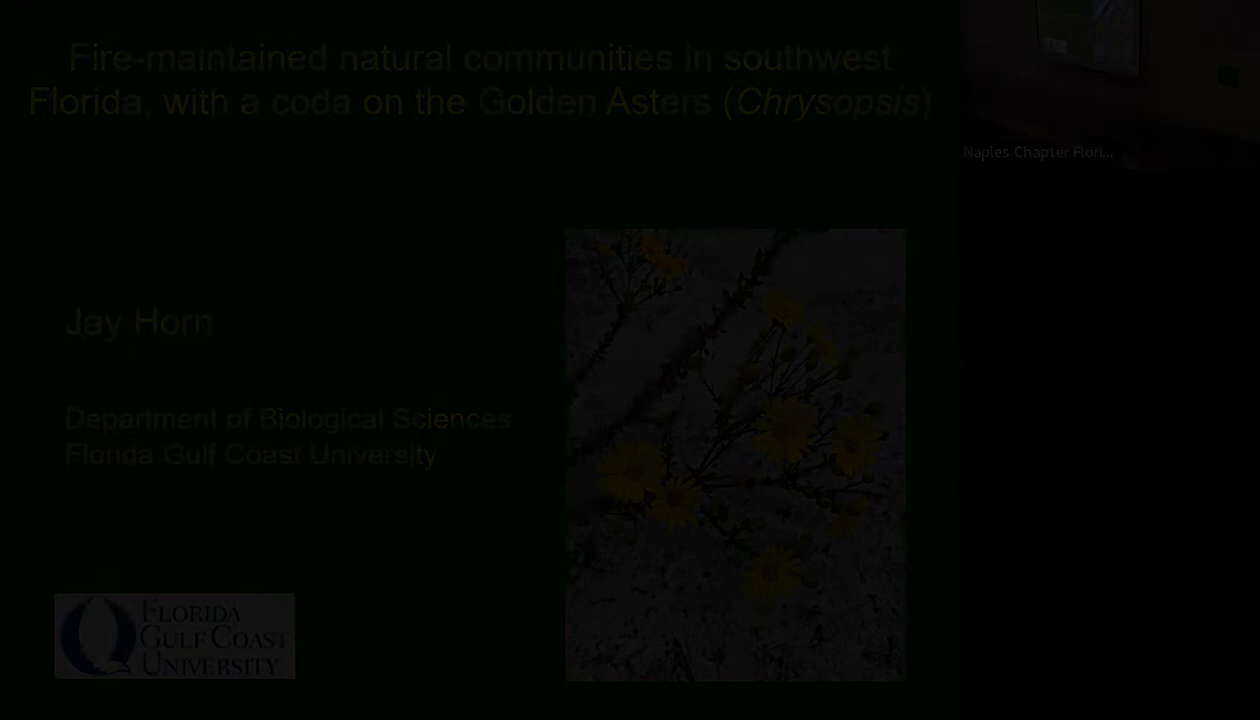 Fire-maintained natural communities in southwest
Florida, with a coda on the Golden Asters (Chrysopsis)
Naples Chapter Flori...
Jay Horn
Department of Biological Sciences
Florida Gulf Coast University
FLORIDA
GULF COAST
UNIVERSITY